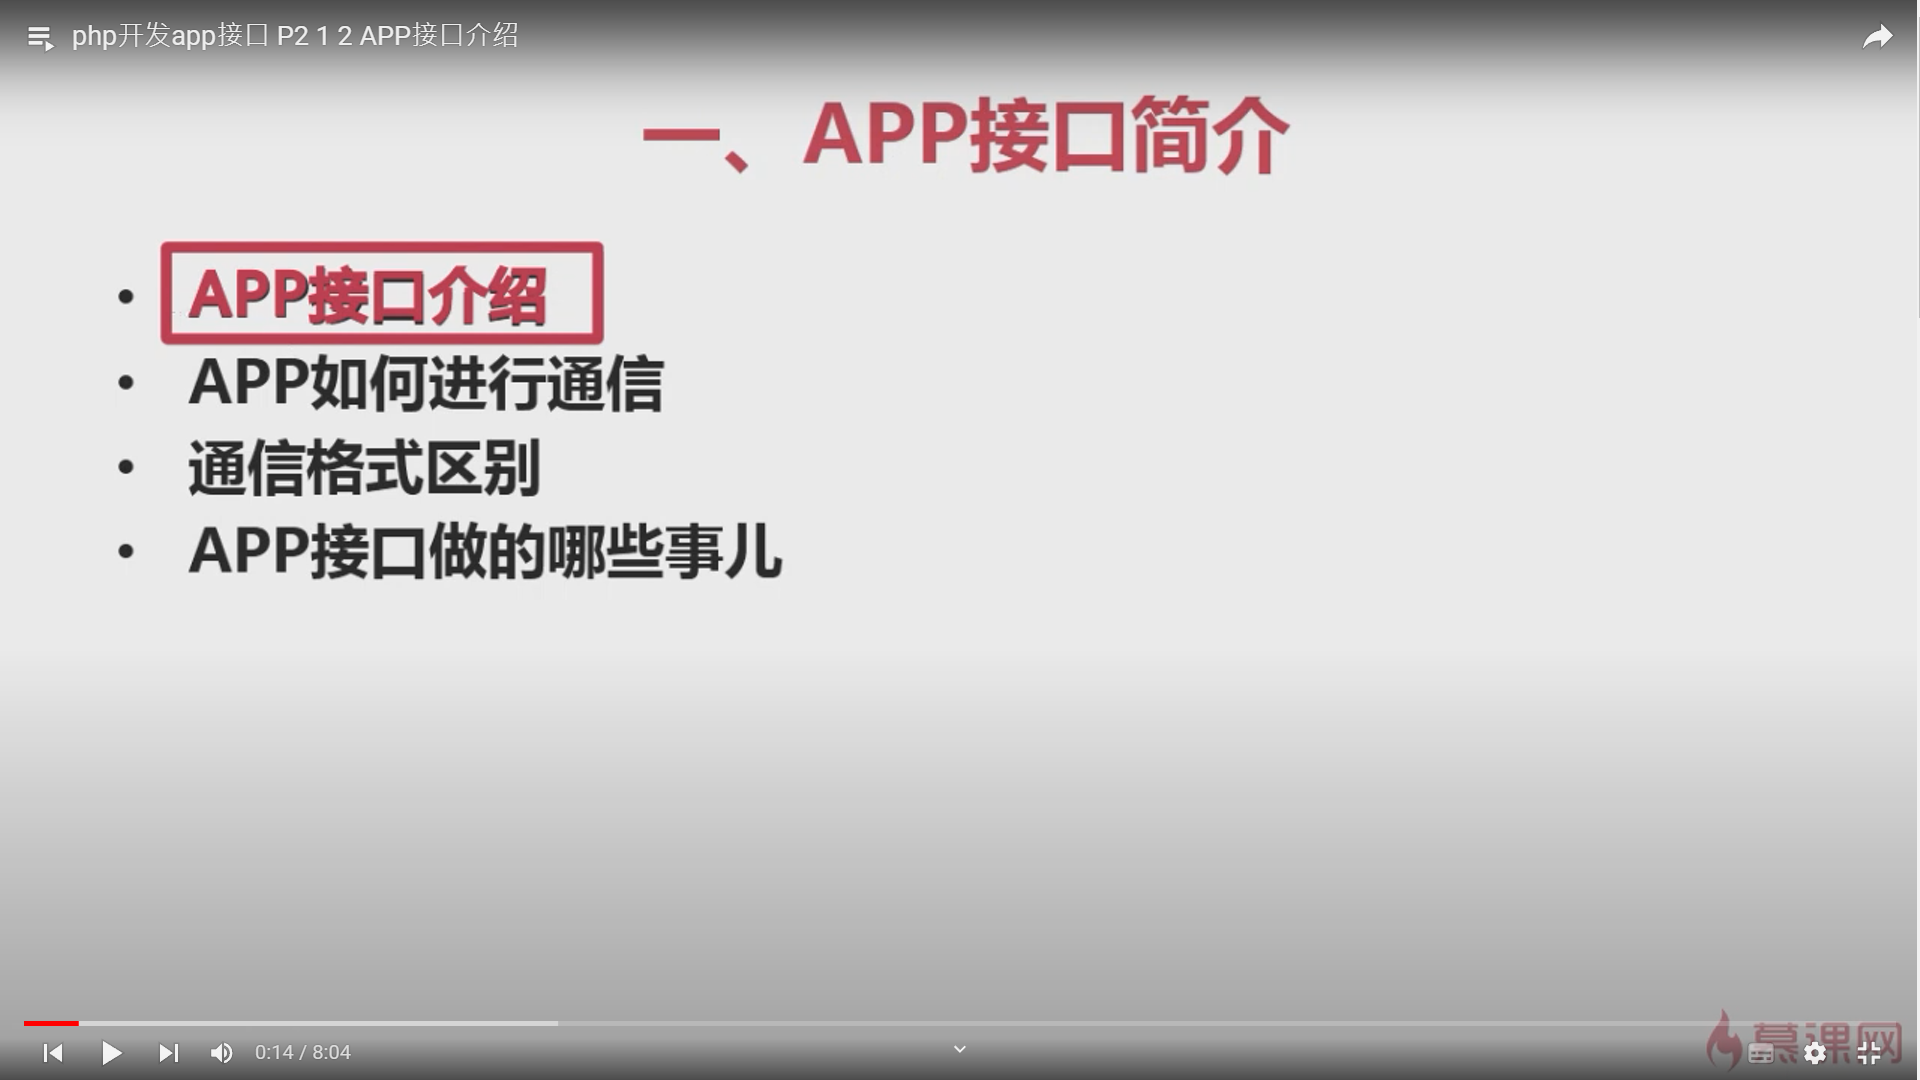 php开发app接口 P2 1 2 APP接口介绍
一、APP接口简介
• APP接口介绍
• APP如何进行通信
• 通信格式区别
• APP接口做的哪些事儿
0:14 / 8:04
慕课网